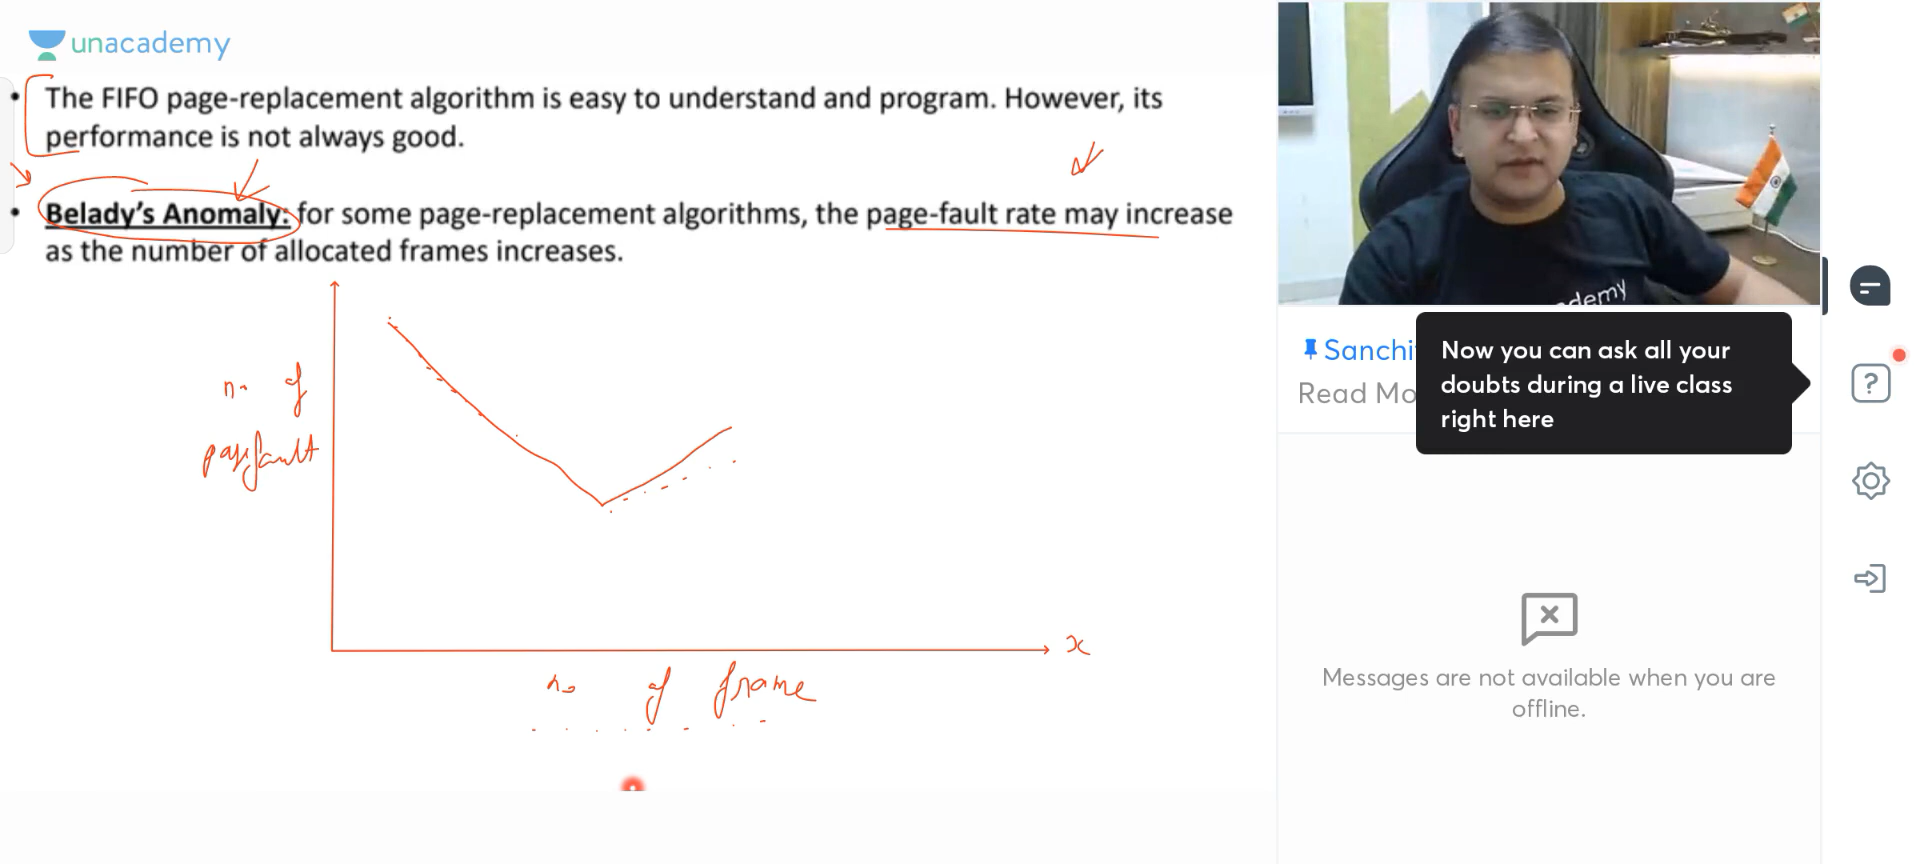 unacademy
• The FIFO page-replacement algorithm is easy to understand and program. However, its
performance is not always good.
• Belady's Anomaly: for some page-replacement algorithms, the page-fault rate may increase
as the number of allocated frames increases.
no of
page fault
x
no of frame
demy
Sanchi
Read Mo
Now you can ask all your
doubts during a live class
right here
?
Messages are not available when you are
offline.